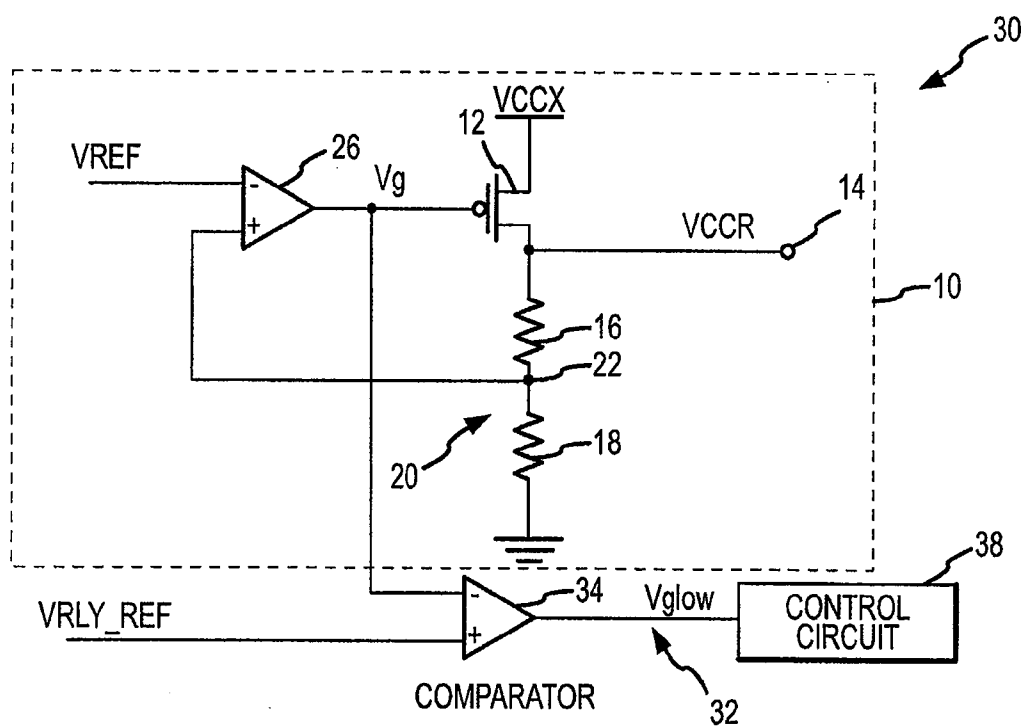 30
VCCX
12
VREF
26
Vg
-
+
14
VCCR
10
16
22
20
18
38
VRLY_REF
-
+
34
Vglow
CONTROL
CIRCUIT
COMPARATOR
32